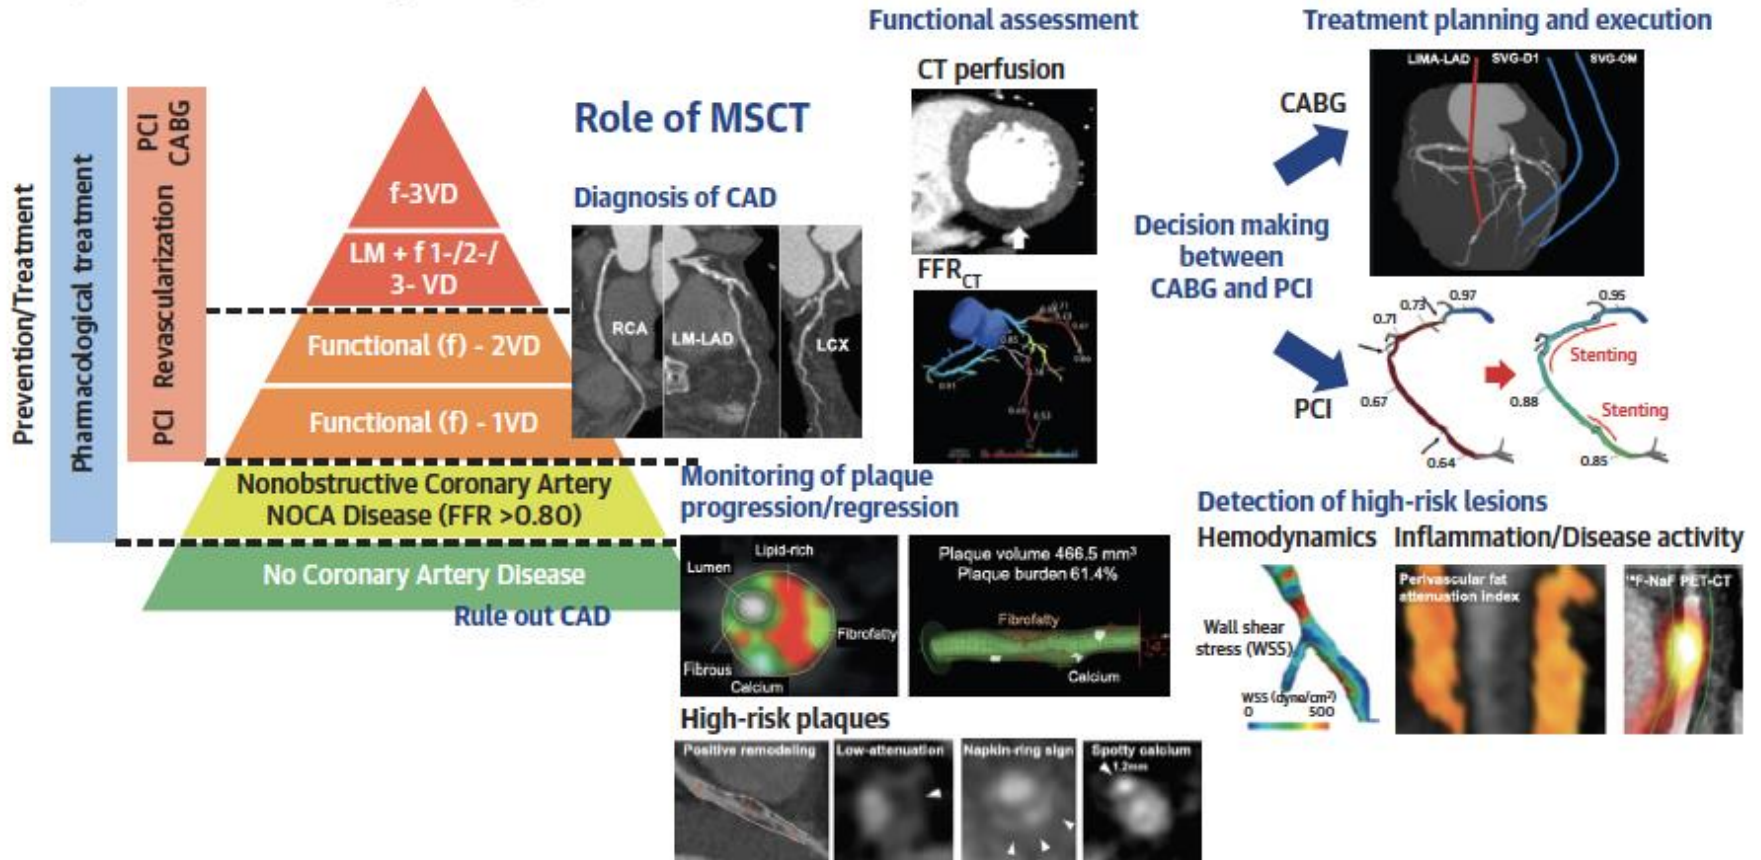 Prevention/Treatment
Pharmacological treatment
PCI Revascularization PCI
CABG
f-3VD
LM + f 1-/2-/
3- VD
Functional (f) - 2VD
Functional (f) - 1VD
Nonobstructive Coronary Artery
NOCA Disease (FFR >0.80)
No Coronary Artery Disease
Rule out CAD
Role of MSCT
Diagnosis of CAD
RCA
LM-LAD
LCX
Functional assessment
CT perfusion
FFRCT
0.85
0.91
0.53
Treatment planning and execution
LIMA-LAD
SVG-D1
SVG-OM
CABG
Decision making
between
CABG and PCI
PCI
0.97
0.73
0.71
0.67
0.64
0.95
Stenting
0.88
Stenting
0.85
Monitoring of plaque
progression/regression
Lipid-rich
Lumen
Fibrofatty
Fibrous
Calcium
Plaque volume 466.5 mm³
Plaque burden 61.4%
Fibrofatty
Calcium
High-risk plaques
Positive remodeling
Low-attenuation
Napkin-ring sign
Spotty calcium
1.2mm
Detection of high-risk lesions
Hemodynamics
Inflammation/Disease activity
Wall shear
stress (WSS)
WSS (dyne/cm²)
0 500
Perivascular fat
attenuation index
¹⁸F-NaF PET-CT